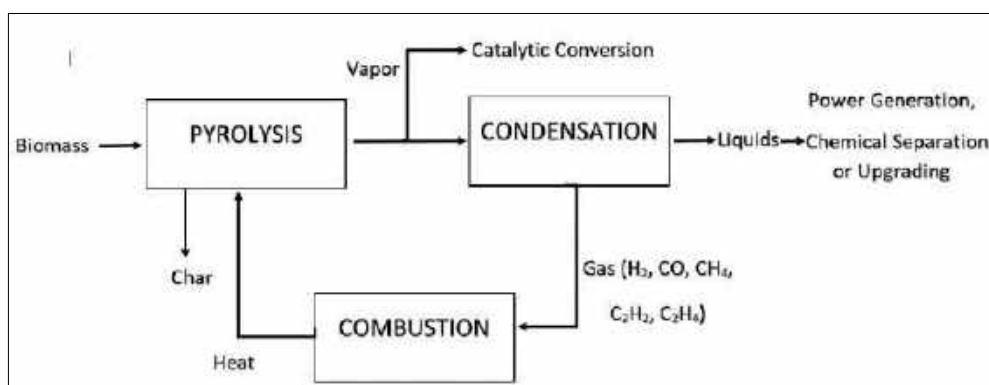 Catalytic Conversion
Vapor
Power Generation,
PYROLYSIS
CONDENSATION
Biomass
Liquids
Chemical Separation
or Upgrading
Char
Gas (H₂, CO, CH₄,
C₂H₂, C₂H₄)
COMBUSTION
Heat